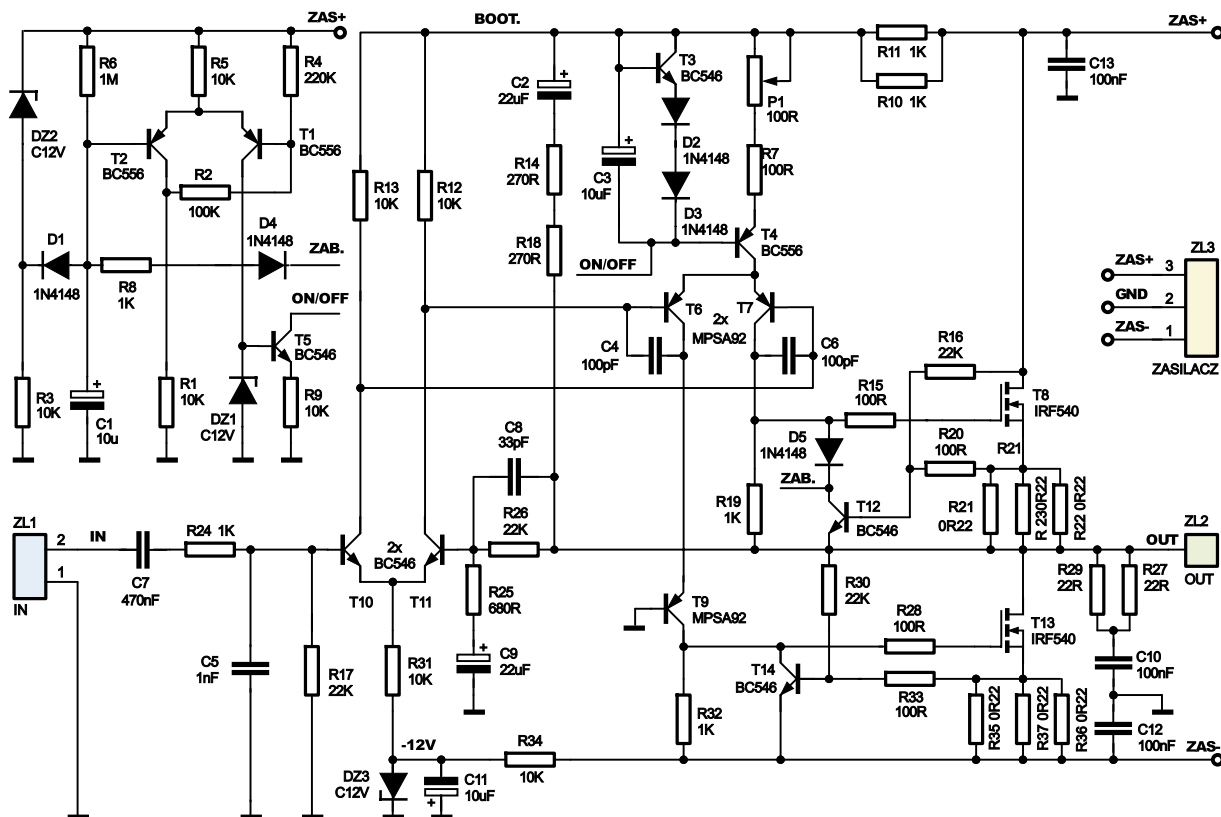 ZAS+
BOOT.
ZAS+
R6
1M
R5
10K
R4
220K
DZ2
C12V
T2
BC556
T1
BC556
R2
100K
D1
1N4148
R8
1K
D4
1N4148
ZAB.
ON/OFF
T5
BC546
R3
10K
C1
10u
R1
10K
DZ1
C12V
R9
10K
R13
10K
R12
10K
C2
22uF
R14
270R
R18
270R
C3
10uF
T3
BC546
D2
1N4148
D3
1N4148
ON/OFF
P1
100R
R7
100R
T4
BC556
R11 1K
R10 1K
C13
100nF
T6
T7
2x
MPSA92
C4
100pF
C6
100pF
R16
22K
R15
100R
T8
IRF540
R20
100R
R21
D5
1N4148
ZAB.
R19
1K
T12
BC546
R21
0R22
R 230R22
R22 0R22
ZAS+
GND
ZAS-
3
2
1
ZL3
ZASILACZ
C8
33pF
R26
22K
ZL1
2
1
IN
IN
C7
470nF
R24 1K
2x
BC546
T10
T11
C5
1nF
R17
22K
R31
10K
R25
680R
C9
22uF
-12V
DZ3
C12V
C11
10uF
R34
10K
T9
MPSA92
R32
1K
T14
BC546
R30
22K
R28
100R
R33
100R
T13
IRF540
R35 0R22
R37 0R22
R36 0R22
R29
22R
R27
22R
C10
100nF
C12
100nF
OUT
ZL2
OUT
ZAS-